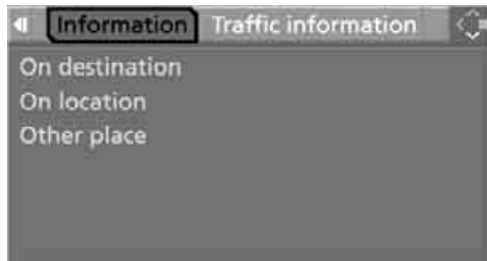 Information Traffic information
On destination
On location
Other place